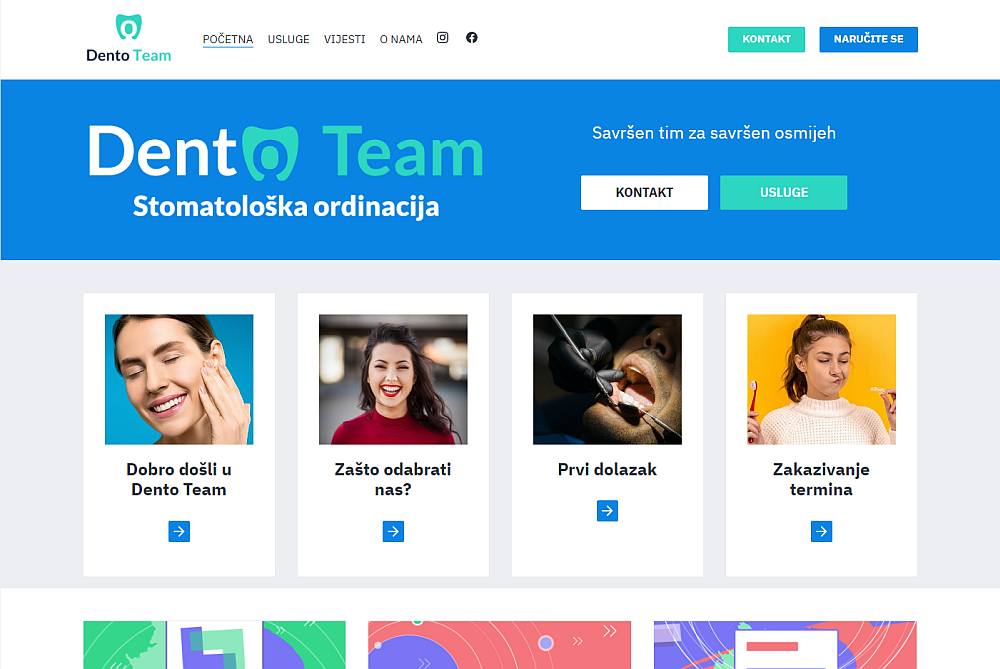 Dento Team
POČETNA USLUGE VIJESTI O NAMA
KONTAKT
NARUČITE SE
Dento Team
Stomatološka ordinacija
Savršen tim za savršen osmijeh
KONTAKT
USLUGE
Dobro došli u
Dento Team
Zašto odabrati
nas?
Prvi dolazak
Zakazivanje
termina